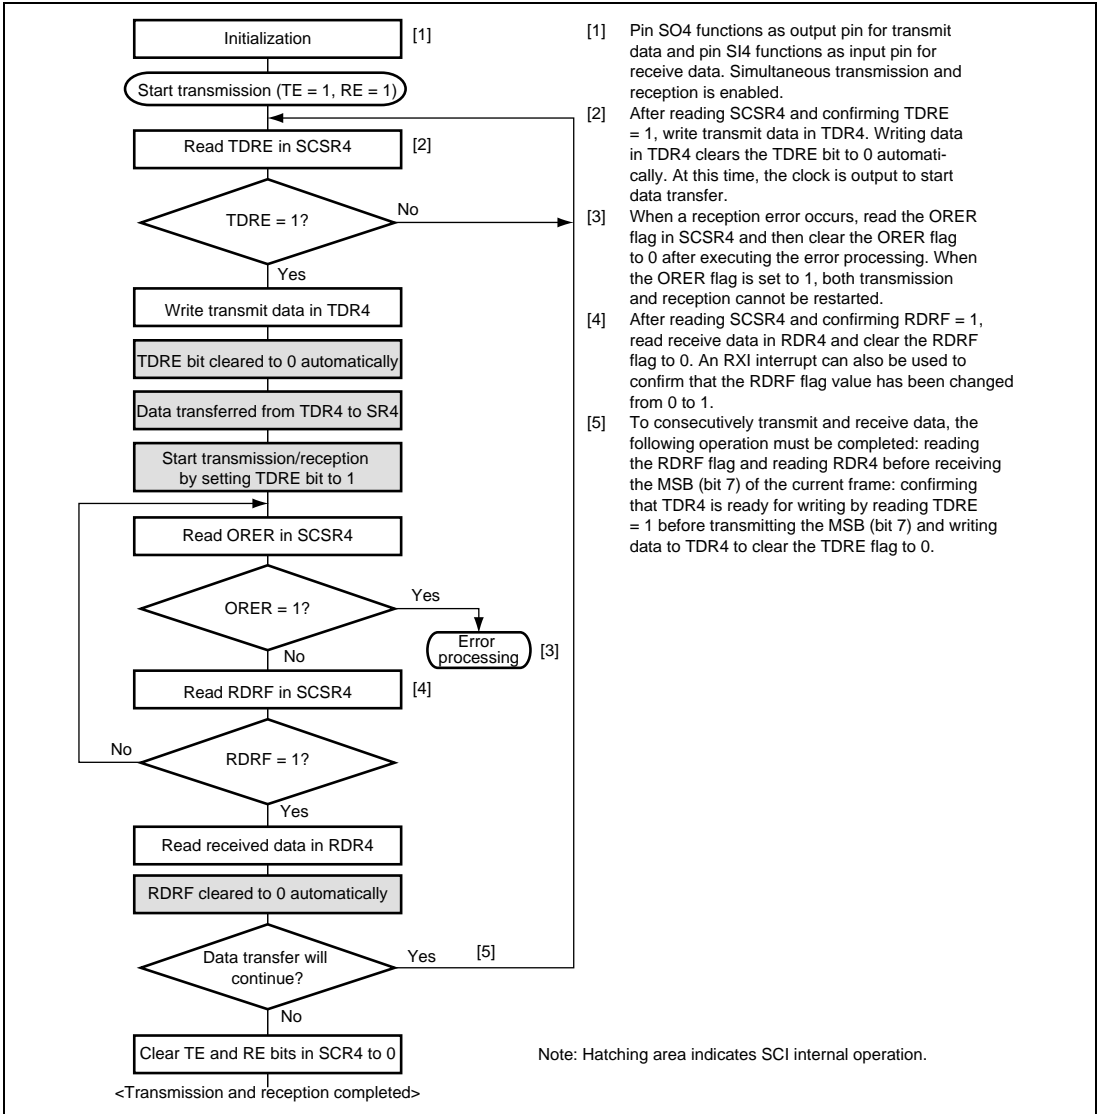 Initialization
[1]
Start transmission (TE = 1, RE = 1)
Read TDRE in SCSR4
[2]
TDRE = 1?
No
Yes
Write transmit data in TDR4
TDRE bit cleared to 0 automatically
Data transferred from TDR4 to SR4
Start transmission/reception
by setting TDRE bit to 1
Read ORER in SCSR4
ORER = 1?
Yes
Error
processing
[3]
No
Read RDRF in SCSR4
[4]
No
RDRF = 1?
Yes
Read received data in RDR4
RDRF cleared to 0 automatically
Data transfer will
continue?
Yes
[5]
No
Clear TE and RE bits in SCR4 to 0
<Transmission and reception completed>
[1] Pin SO4 functions as output pin for transmit
data and pin SI4 functions as input pin for
receive data. Simultaneous transmission and
reception is enabled.
[2] After reading SCSR4 and confirming TDRE
= 1, write transmit data in TDR4. Writing data
in TDR4 clears the TDRE bit to 0 automati-
cally. At this time, the clock is output to start
data transfer.
[3] When a reception error occurs, read the ORER
flag in SCSR4 and then clear the ORER flag
to 0 after executing the error processing. When
the ORER flag is set to 1, both transmission
and reception cannot be restarted.
[4] After reading SCSR4 and confirming RDRF = 1,
read receive data in RDR4 and clear the RDRF
flag to 0. An RXI interrupt can also be used to
confirm that the RDRF flag value has been changed
from 0 to 1.
[5] To consecutively transmit and receive data, the
following operation must be completed: reading
the RDRF flag and reading RDR4 before receiving
the MSB (bit 7) of the current frame: confirming
that TDR4 is ready for writing by reading TDRE
= 1 before transmitting the MSB (bit 7) and writing
data to TDR4 to clear the TDRE flag to 0.
Note: Hatching area indicates SCI internal operation.